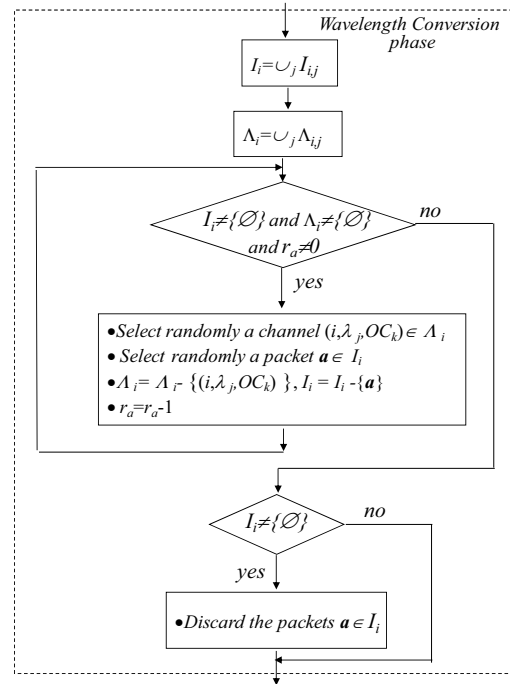 Wavelength Conversion
phase
I_i=∪_j I_{i,j}
Λ_i=∪_j Λ_{i,j}
I_i≠{∅} and Λ_i≠{∅}
and r_a≠0
no
yes
•Select randomly a channel (i,λ_j,OC_k)∈ Λ_i
• Select randomly a packet a ∈ I_i
•Λ_i= Λ_i- {(i,λ_j,OC_k) }, I_i = I_i -{a}
• r_a=r_a-1
I_i≠{∅}
no
yes
•Discard the packets a ∈ I_i